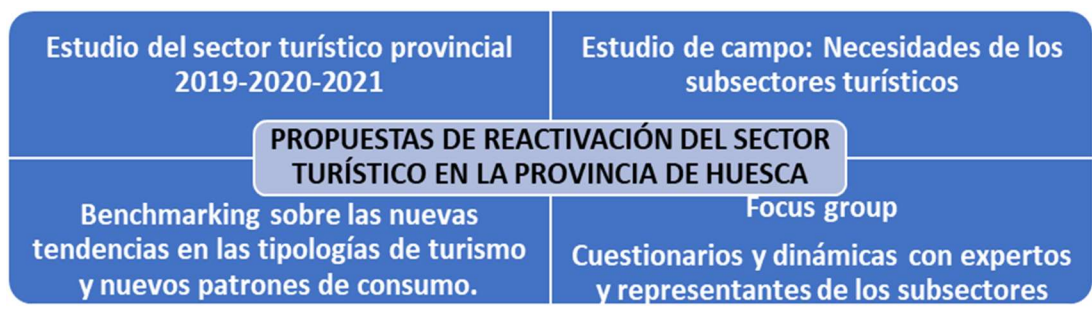 Estudio del sector turístico provincial
2019-2020-2021
Estudio de campo: Necesidades de los
subsectores turísticos
PROPUESTAS DE REACTIVACIÓN DEL SECTOR
TURÍSTICO EN LA PROVINCIA DE HUESCA
Benchmarking sobre las nuevas
tendencias en las tipologías de turismo
y nuevos patrones de consumo.
Focus group
Cuestionarios y dinámicas con expertos
y representantes de los subsectores